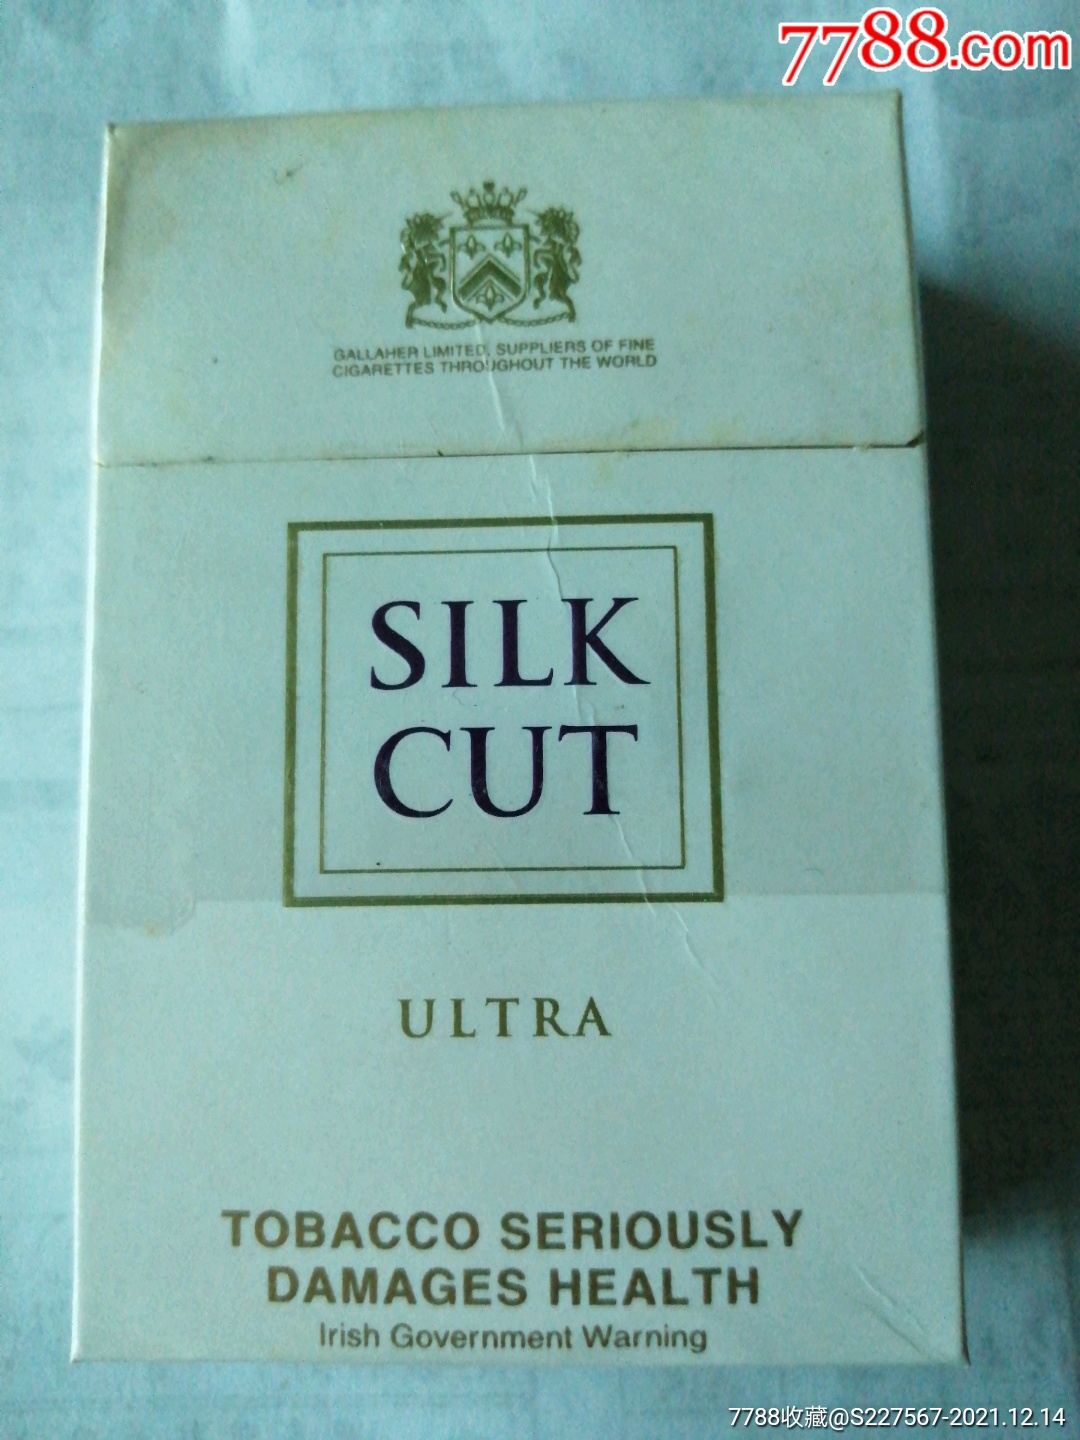 7788.com
GALLAHER LIMITED, SUPPLIERS OF FINE
CIGARETTES THROUGHOUT THE WORLD
SILK
CUT
ULTRA
TOBACCO SERIOUSLY
DAMAGES HEALTH
Irish Government Warning
7788收藏@S227567-2021.12.14